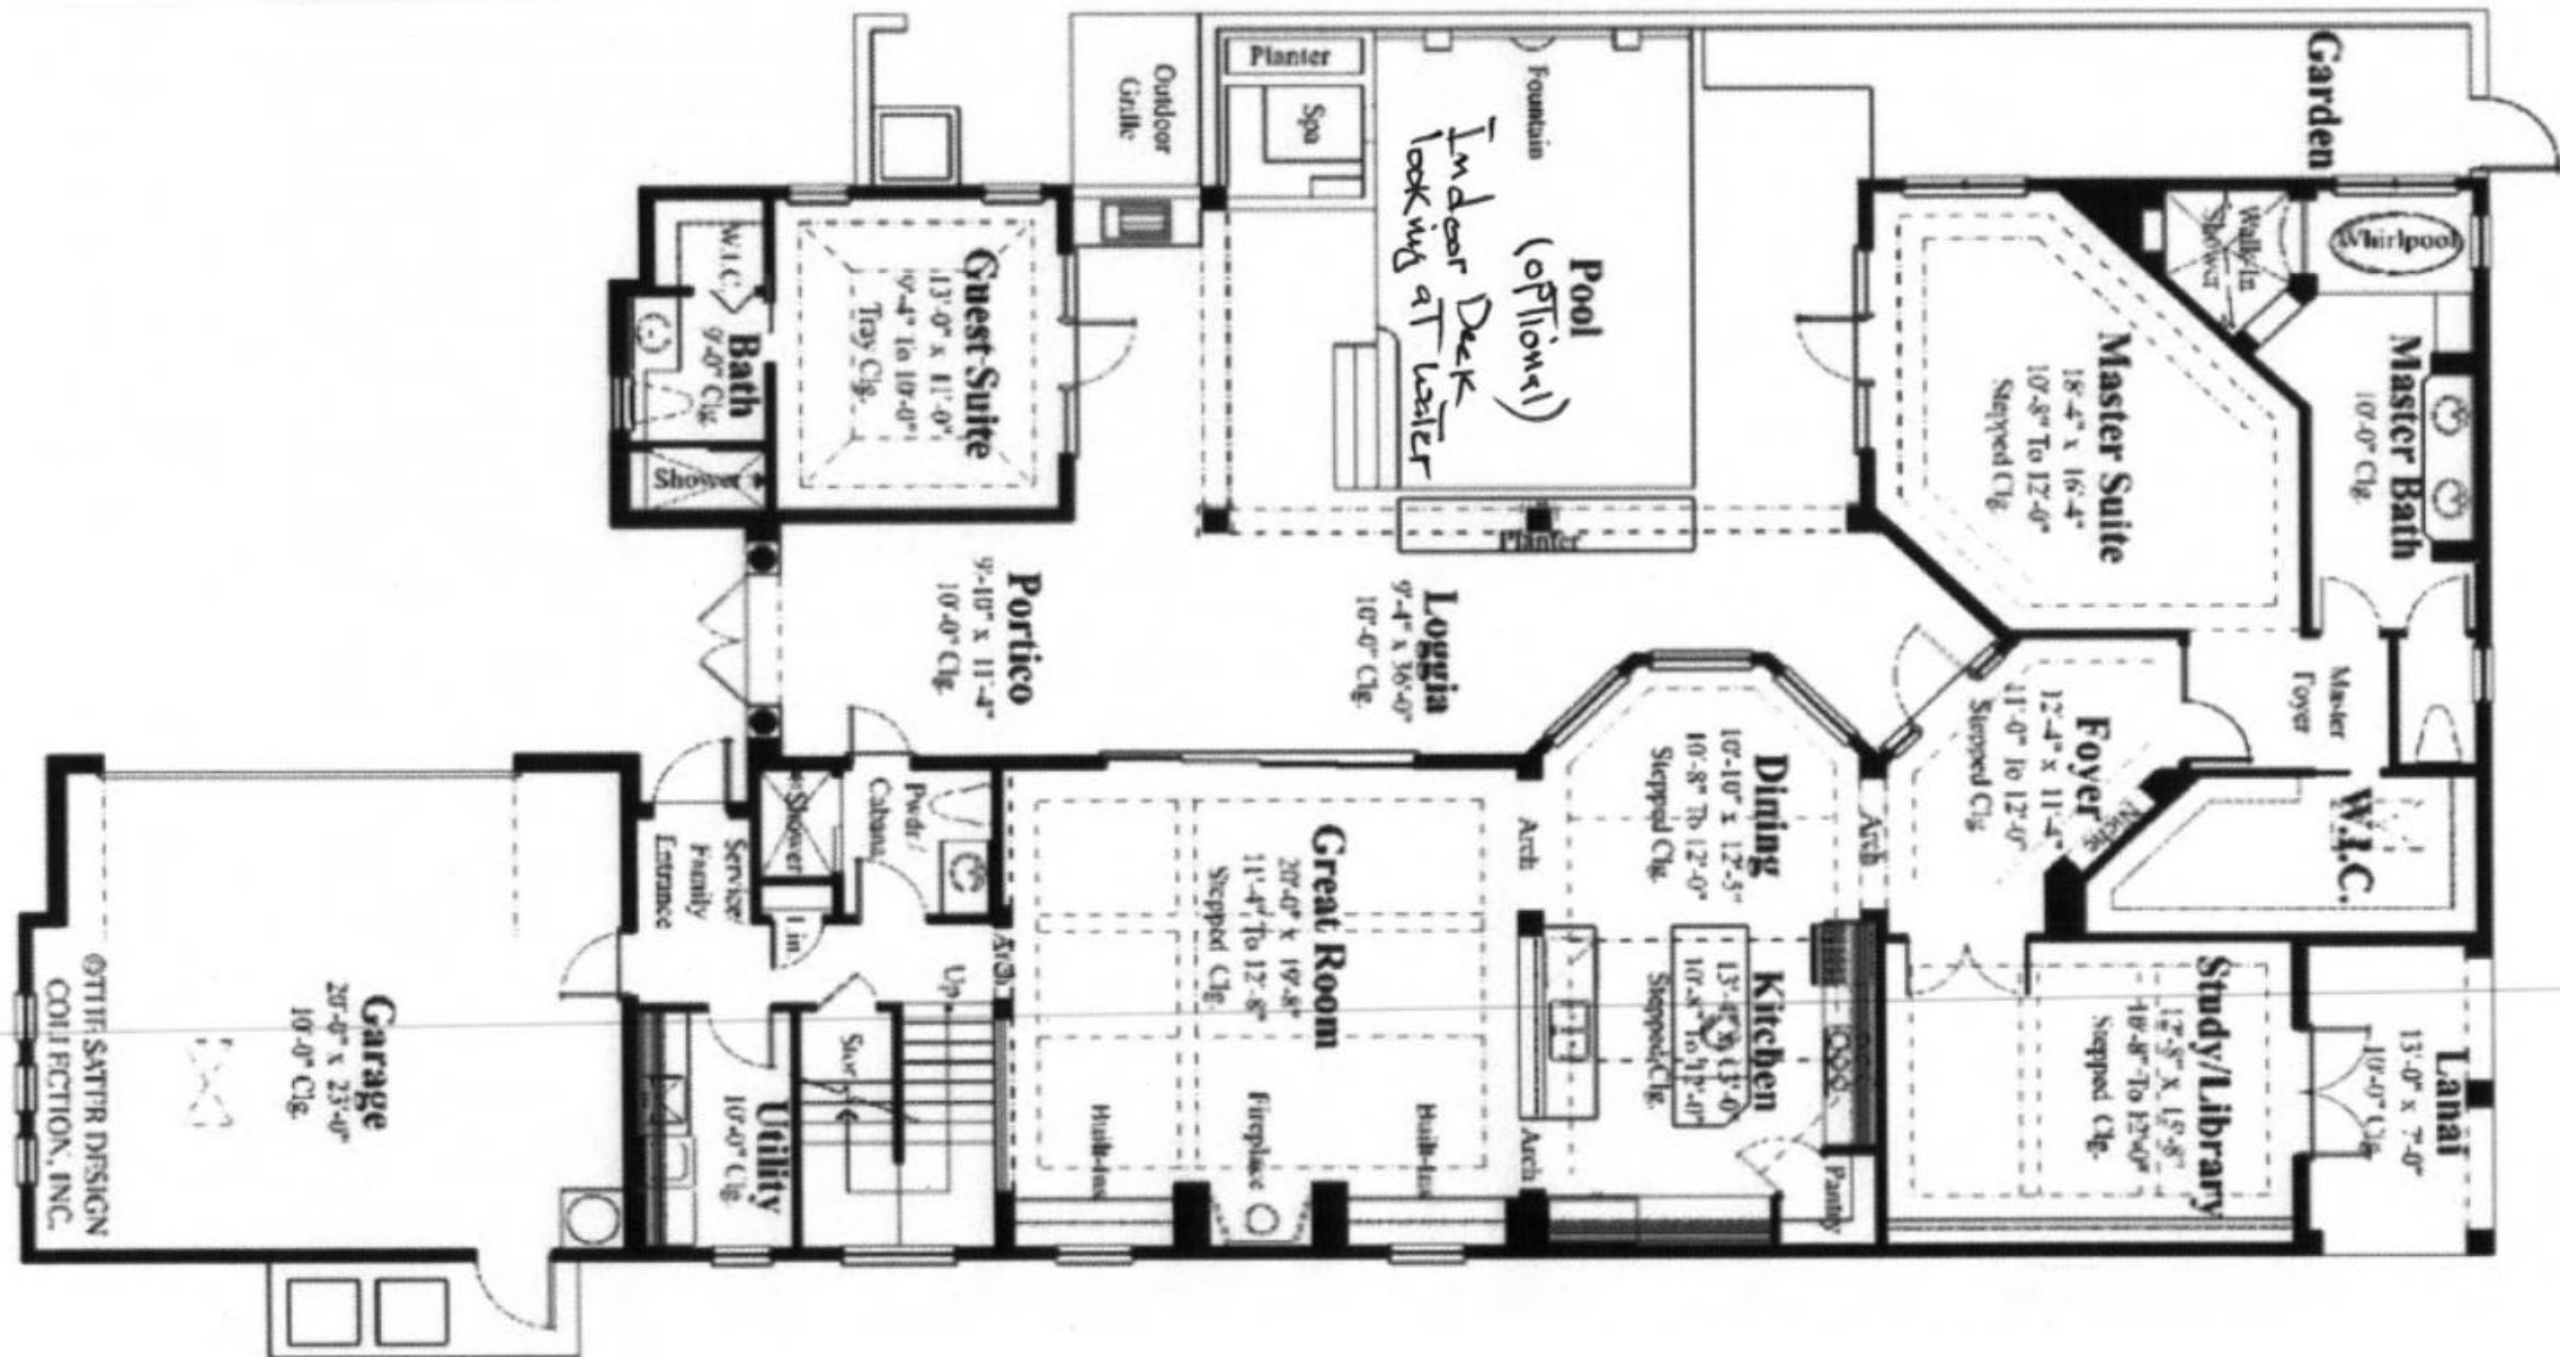 Garden
Whirlpool
Walk-In
Shower
Master Bath
10'-0" Clg.
Master Suite
18'-4" x 16'-4"
10'-8" To 12'-0"
Stepped Clg.
Master
Foyer
W.I.C.
Foyer
12'-4" x 11'-4"
11'-0" To 12'-0"
Stepped Clg.
Niche
Lanai
13'-0" x 7'-0"
10'-0" Clg.
Study/Library
Stepped Clg.
Planter
Spa
Outdoor
Grille
Fountain
Pool
(optional)
Indoor Deck
looking at water
Planter
Loggia
9'-4" x 36'-0"
10'-0" Clg.
Portico
9'-10" x 11'-4"
10'-0" Clg.
Guest Suite
13'-0" x 11'-0"
9'-4" To 10'-0"
Tray Clg.
W.I.C.
Bath
9'-0" Clg.
Shower
Dining
10'-10" x 12'-5"
10'-8" To 12'-0"
Stepped Clg.
Arch
Arch
Kitchen
10'-8" To 12'-0"
Stepped Clg.
Pantry
Arch
Great Room
20'-0" x 19'-8"
11'-4" To 12'-8"
Stepped Clg.
Built-Ins
Fireplace
Built-Ins
Arch
Pwdr/
Cabana
Shower
Lin
Up
Stor
Service/
Family
Entrance
Utility
10'-0" Clg.
Garage
20'-0" x 23'-0"
10'-0" Clg.
©THE SATER DESIGN
COLLECTION, INC.